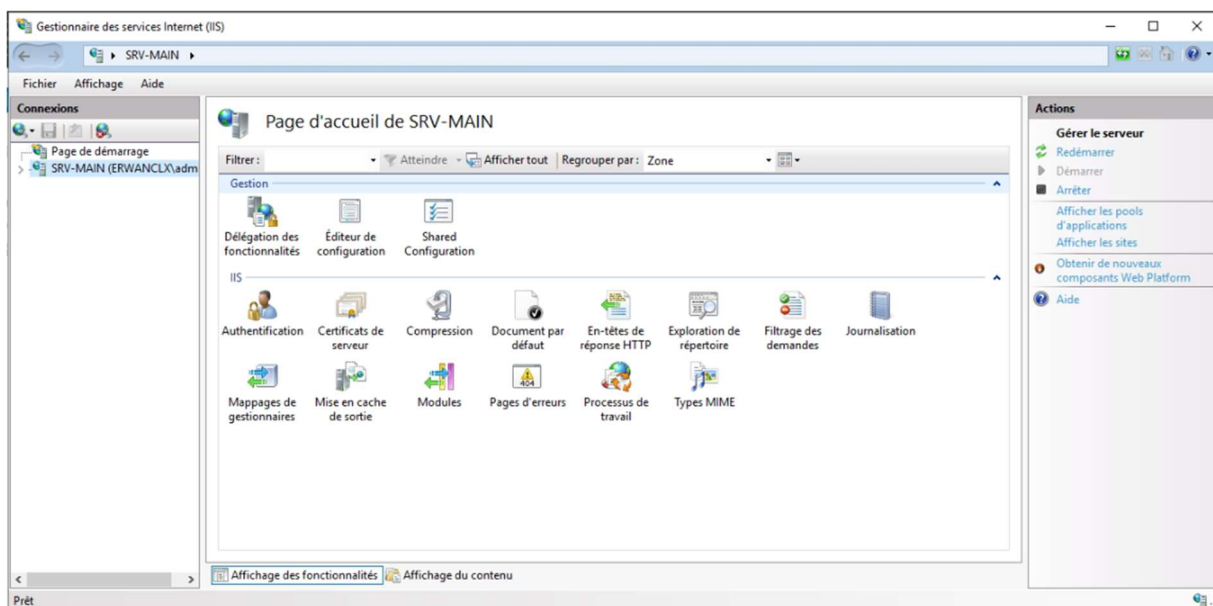 Gestionnaire des services Internet (IIS)
SRV-MAIN
Fichier Affichage Aide
Connexions
Page de démarrage
SRV-MAIN (ERWANCLX\adm
Page d'accueil de SRV-MAIN
Filtrer : Atteindre Afficher tout Regrouper par : Zone
Gestion
Délégation des fonctionnalités
Éditeur de configuration
Shared Configuration
IIS
Authentification
Certificats de serveur
Compression
Document par défaut
En-têtes de réponse HTTP
Exploration de répertoire
Filtrage des demandes
Journalisation
Mappages de gestionnaires
Mise en cache de sortie
Modules
404
Pages d'erreurs
Processus de travail
Types MIME
Affichage des fonctionnalités Affichage du contenu
Actions
Gérer le serveur
Redémarrer
Démarrer
Arrêter
Afficher les pools
d'applications
Afficher les sites
Obtenir de nouveaux
composants Web Platform
Aide
Prêt